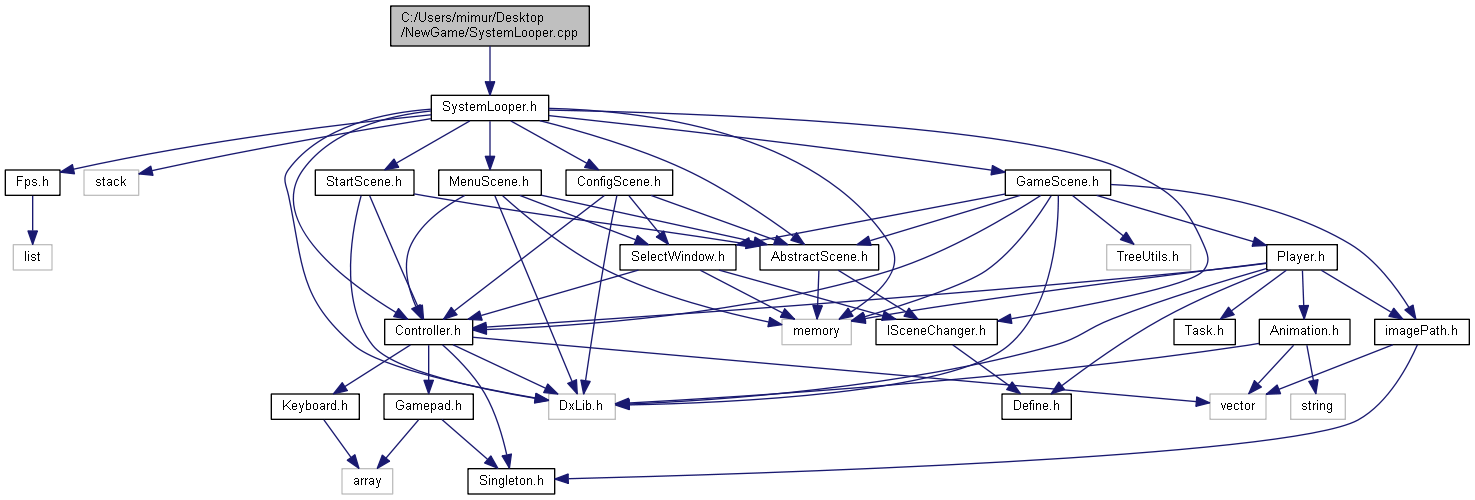 C:/Users/mimur/Desktop
/NewGame/SystemLooper.cpp
SystemLooper.h
Fps.h
stack
StartScene.h
MenuScene.h
ConfigScene.h
GameScene.h
list
SelectWindow.h
AbstractScene.h
TreeUtils.h
Player.h
Controller.h
memory
ISceneChanger.h
Task.h
Animation.h
imagePath.h
Keyboard.h
Gamepad.h
DxLib.h
Define.h
vector
string
array
Singleton.h